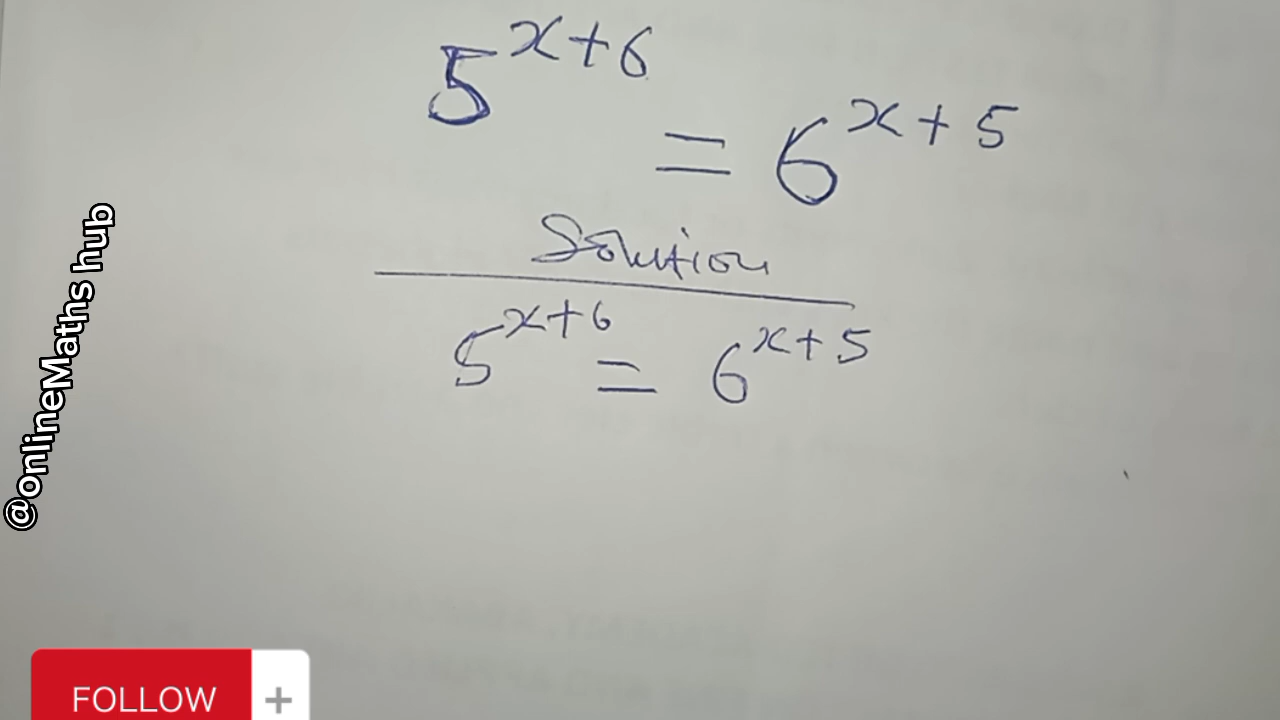 5^{x+6} = 6^{x+5}
Solution
5^{x+6} = 6^{x+5}
@onlineMaths hub
FOLLOW +